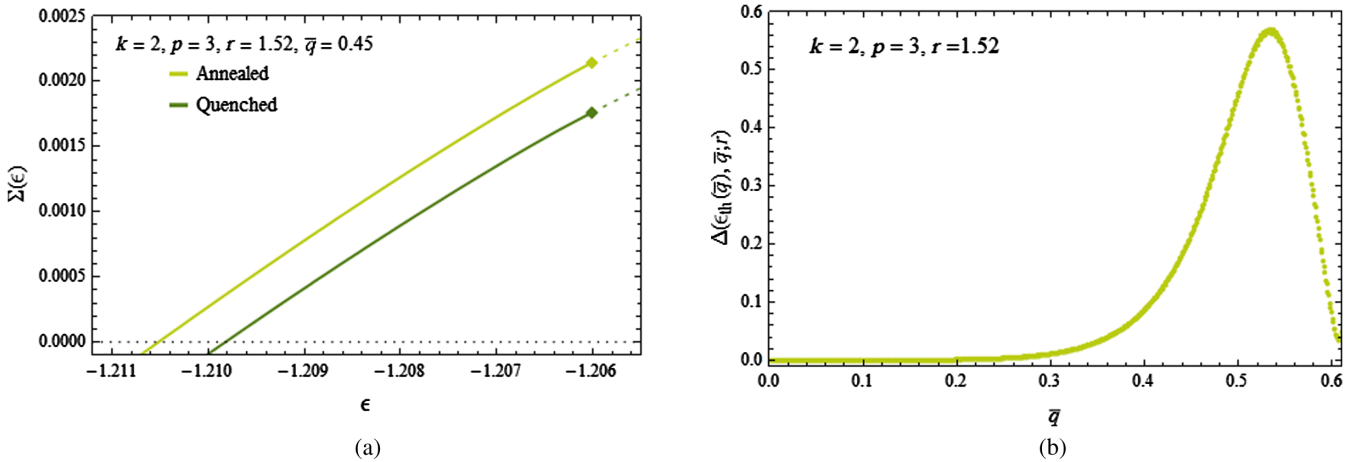 k = 2, p = 3, r = 1.52, q̅ = 0.45
Annealed
Quenched
0.0025
0.0020
0.0015
0.0010
0.0005
0.0000
Σ(ϵ)
−1.211 −1.210 −1.209 −1.208 −1.207 −1.206
ϵ
(a)
k = 2, p = 3, r =1.52
0.6
0.5
0.4
0.3
0.2
0.1
0.0
Δ(ϵth(q̅), q̅;r)
0.0 0.1 0.2 0.3 0.4 0.5 0.6
q̅
(b)